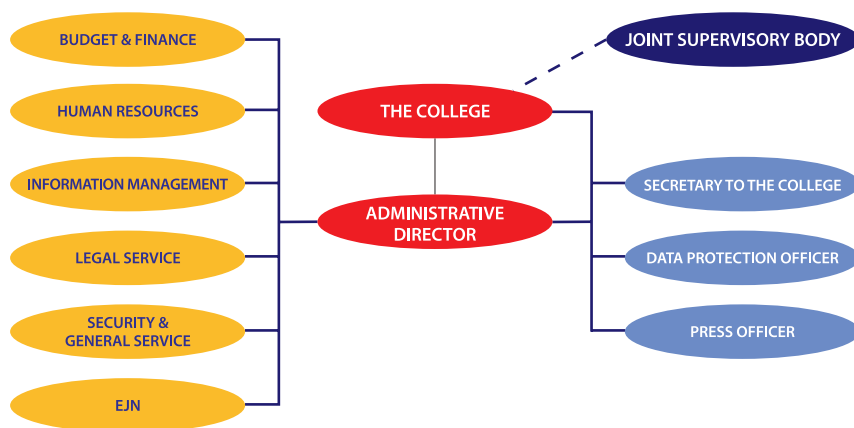 BUDGET & FINANCE
HUMAN RESOURCES
INFORMATION MANAGEMENT
LEGAL SERVICE
SECURITY &
GENERAL SERVICE
EJN
THE COLLEGE
ADMINISTRATIVE
DIRECTOR
JOINT SUPERVISORY BODY
SECRETARY TO THE COLLEGE
DATA PROTECTION OFFICER
PRESS OFFICER